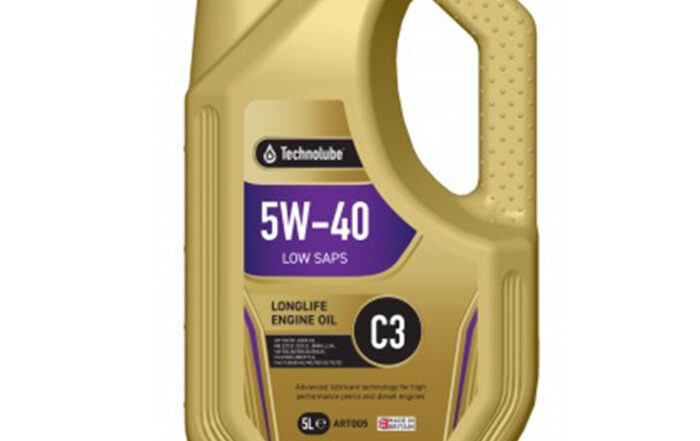 Technolube
5W-40
LOW SAPS
LONGLIFE
ENGINE OIL
C3
Advanced lubricant technology for high
performance petrol and diesel engines
5L e ART005
MADE IN
BRITAIN